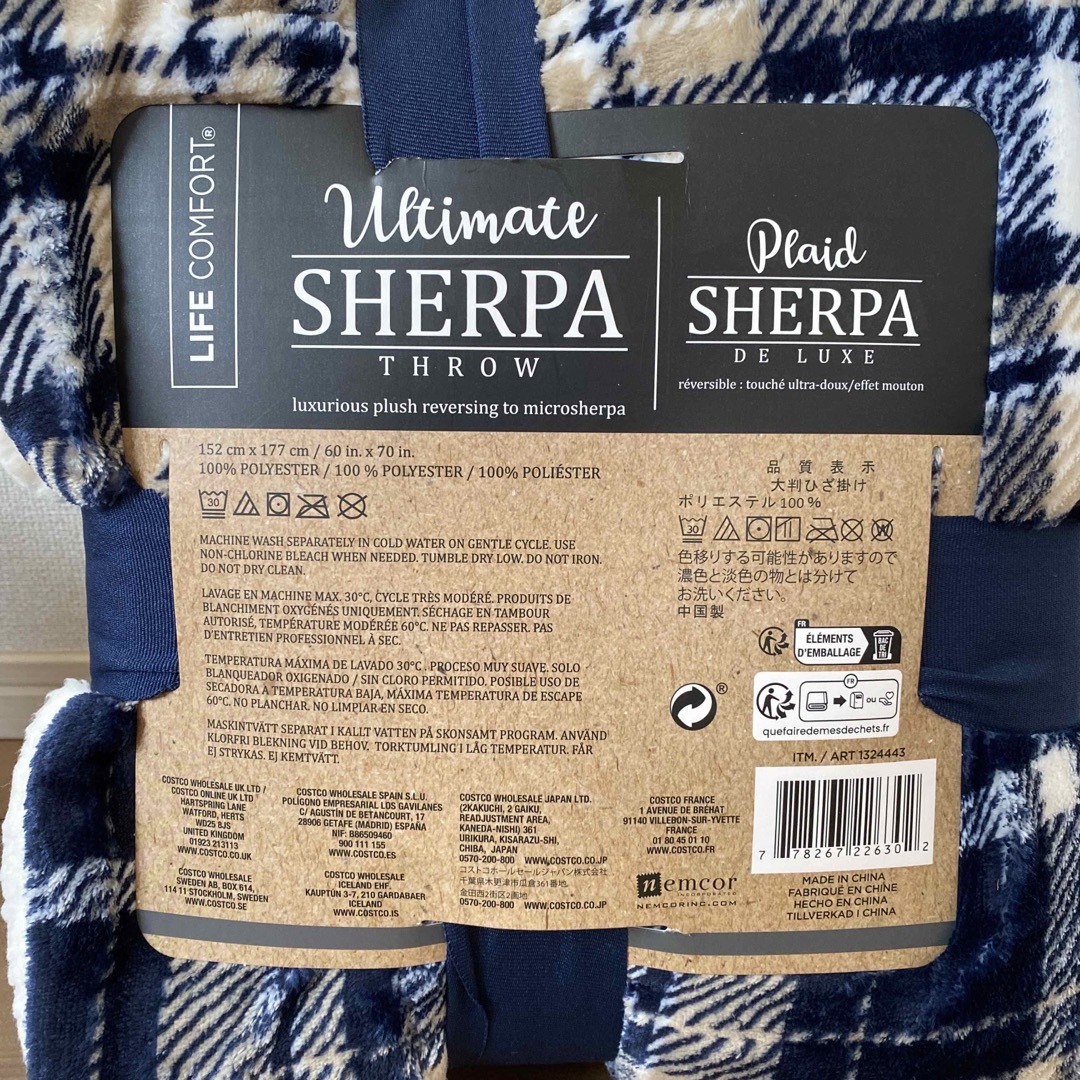 LIFE COMFORT®
Ultimate
SHERPA
THROW
luxurious plush reversing to microsherpa
Plaid
SHERPA
DE LUXE
réversible : touché ultra-doux/effet mouton
152 cm x 177 cm / 60 in. x 70 in.
100% POLYESTER / 100 % POLYESTER / 100% POLIÉSTER
30
MACHINE WASH SEPARATELY IN COLD WATER ON GENTLE CYCLE. USE
NON-CHLORINE BLEACH WHEN NEEDED. TUMBLE DRY LOW. DO NOT IRON.
DO NOT DRY CLEAN.
LAVAGE EN MACHINE MAX. 30°C, CYCLE TRÈS MODÉRÉ. PRODUITS DE
BLANCHIMENT OXYGÉNÉS UNIQUEMENT. SÉCHAGE EN TAMBOUR
AUTORISÉ, TEMPÉRATURE MODÉRÉE 60°C. NE PAS REPASSER. PAS
D'ENTRETIEN PROFESSIONNEL À SEC.
TEMPERATURA MÁXIMA DE LAVADO 30°C. PROCESO MUY SUAVE. SOLO
BLANQUEADOR OXIGENADO / SIN CLORO PERMITIDO. POSIBLE USO DE
SECADORA A TEMPERATURA BAJA, MÁXIMA TEMPERATURA DE ESCAPE
60°C. NO PLANCHAR. NO LIMPIAR EN SECO.
MASKINTVÄTT SEPARAT I KALLT VATTEN PÅ SKONSAMT PROGRAM. ANVÄND
KLORFRI BLEKNING VID BEHOV. TORKTUMLING I LÅG TEMPERATUR. FÅR
EJ STRYKAS. EJ KEMTVÄTT.
品質表示
大判ひざ掛け
ポリエステル100%
30
W
色移りする可能性がありますので
濃色と淡色の物とは分けて
お洗いください。
中国製
FR
ÉLÉMENTS
D'EMBALLAGE
BAC
DE
TRI
®
FR
OU
quefairedemesdechets.fr
ITM. / ART 1324443
7 78267 22630 2
MADE IN CHINA
FABRIQUÉ EN CHINE
HECHO EN CHINA
TILLVERKAD I CHINA
COSTCO WHOLESALE UK LTD /
COSTCO ONLINE UK LTD
HARTSPRING LANE
WATFORD, HERTS
WD25 8JS
UNITED KINGDOM
01923 213113
WWW.COSTCO.CO.UK
COSTCO WHOLESALE
SWEDEN AB, BOX 614,
114 11 STOCKHOLM, SWEDEN
WWW.COSTCO.SE
COSTCO WHOLESALE SPAIN S.L.U.
POLÍGONO EMPRESARIAL LOS GAVILANES
C/ AGUSTÍN DE BETANCOURT, 17
28906 GETAFE (MADRID) ESPAÑA
NIF: B86509460
900 111 155
WWW.COSTCO.ES
COSTCO WHOLESALE
ICELAND EHF.
KAUPTÚN 3-7, 210 GARDABAER
ICELAND
WWW.COSTCO.IS
COSTCO WHOLESALE JAPAN LTD.
(2KAKUCHI, 2 GAIKU,
READJUSTMENT AREA,
KANEDA-NISHI) 361
URIKURA, KISARAZU-SHI,
CHIBA, JAPAN
0570-200-800 WWW.COSTCO.CO.JP
コストコホールセールジャパン株式会社
千葉県木更津市瓜倉361番地
金田西2街区2画地
0570-200-800 WWW.COSTCO.CO.JP
COSTCO FRANCE
1 AVENUE DE BRÉHAT
91140 VILLEBON-SUR-YVETTE
FRANCE
01 80 45 01 10
WWW.COSTCO.FR
nemcor
INCORPORATED
NEMCORINC.COM